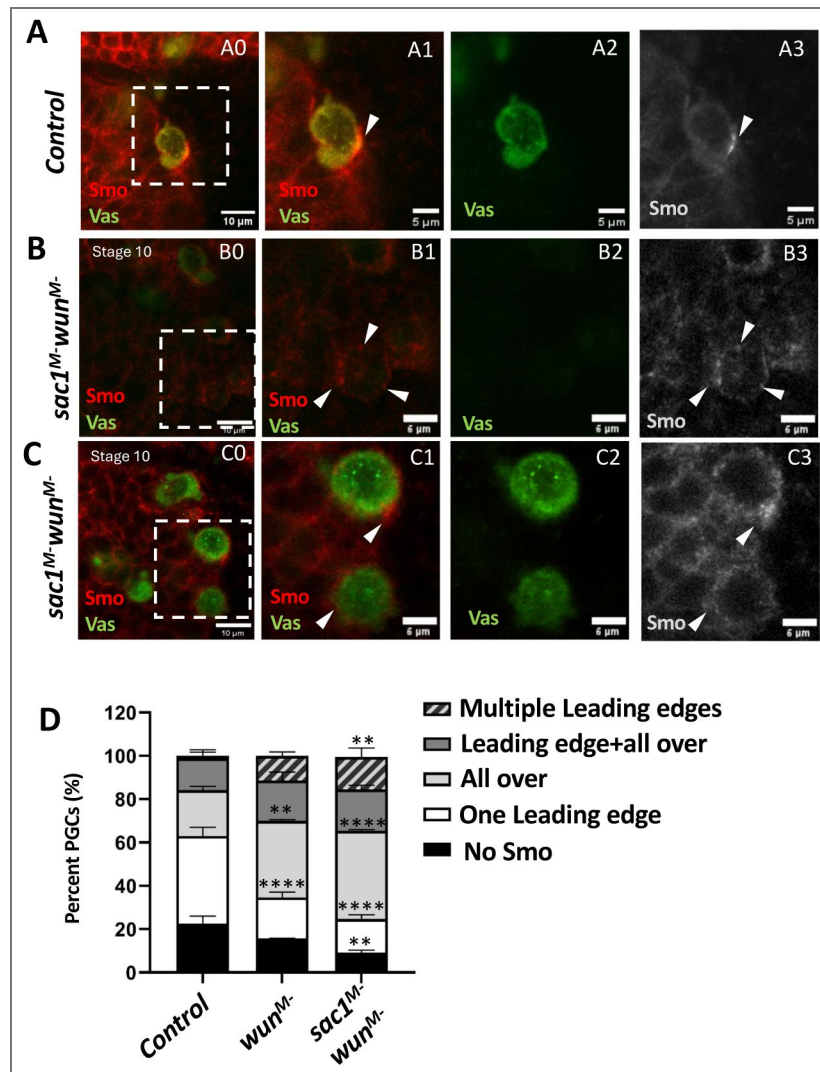 A
Control
A0
Smo
Vas
10 µm
A1
5 µm
A2
Vas
5 µm
A3
Smo
5 µm
B
sac1M-wunM-
Stage 10
B0
Smo
Vas
10 µm
B1
Smo
Vas
6 µm
B2
Vas
6 µm
B3
Smo
6 µm
C
sac1M-wunM-
Stage 10
C0
Smo
Vas
10 µm
C1
Smo
Vas
6 µm
C2
Vas
6 µm
C3
Smo
6 µm
D
Percent PGCs (%)
120
100
80
60
40
20
0
**
****
**
****
****
**
Control
wunM-
sac1M-
wunM-
Multiple Leading edges
Leading edge+all over
All over
One Leading edge
No Smo